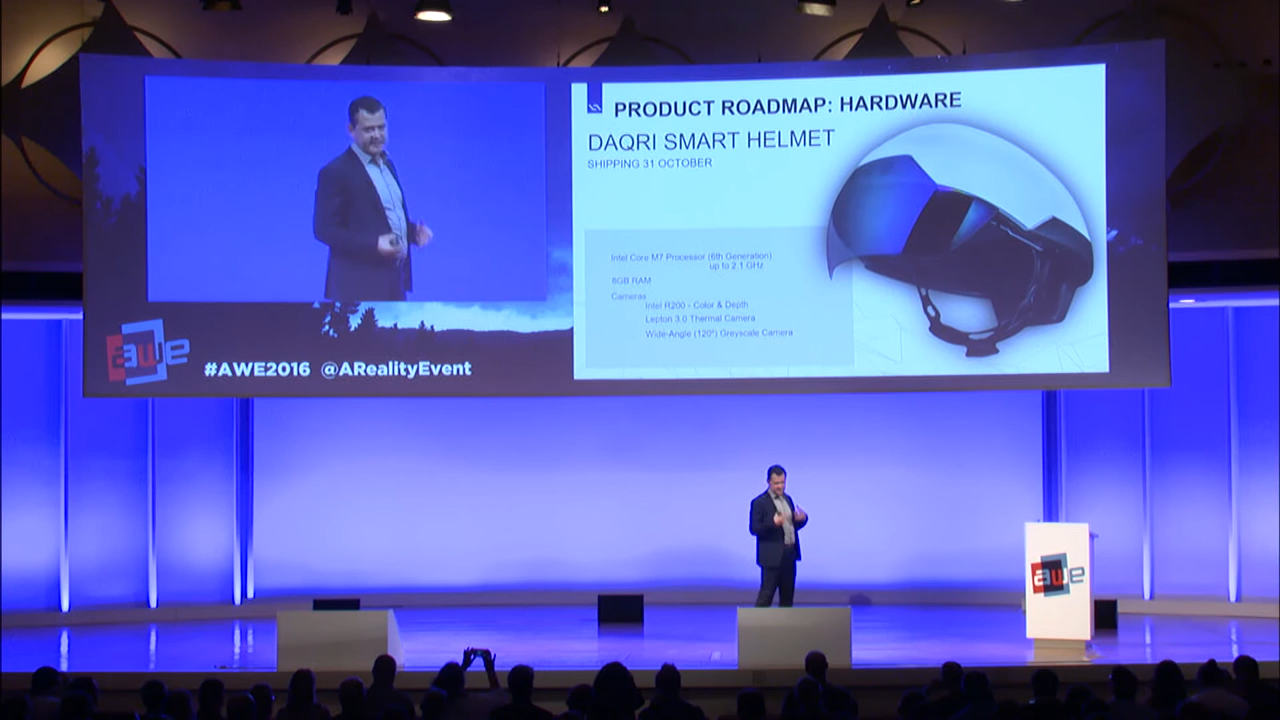 PRODUCT ROADMAP: HARDWARE
DAQRI SMART HELMET
SHIPPING 31 OCTOBER
Intel Core M7 Processor (6th Generation)
up to 2.1 GHz
8GB RAM
Cameras
Intel R200 - Color & Depth
Lepton 3.0 Thermal Camera
Wide-Angle (120°) Greyscale Camera
awe
#AWE2016 @ARealityEvent
awe